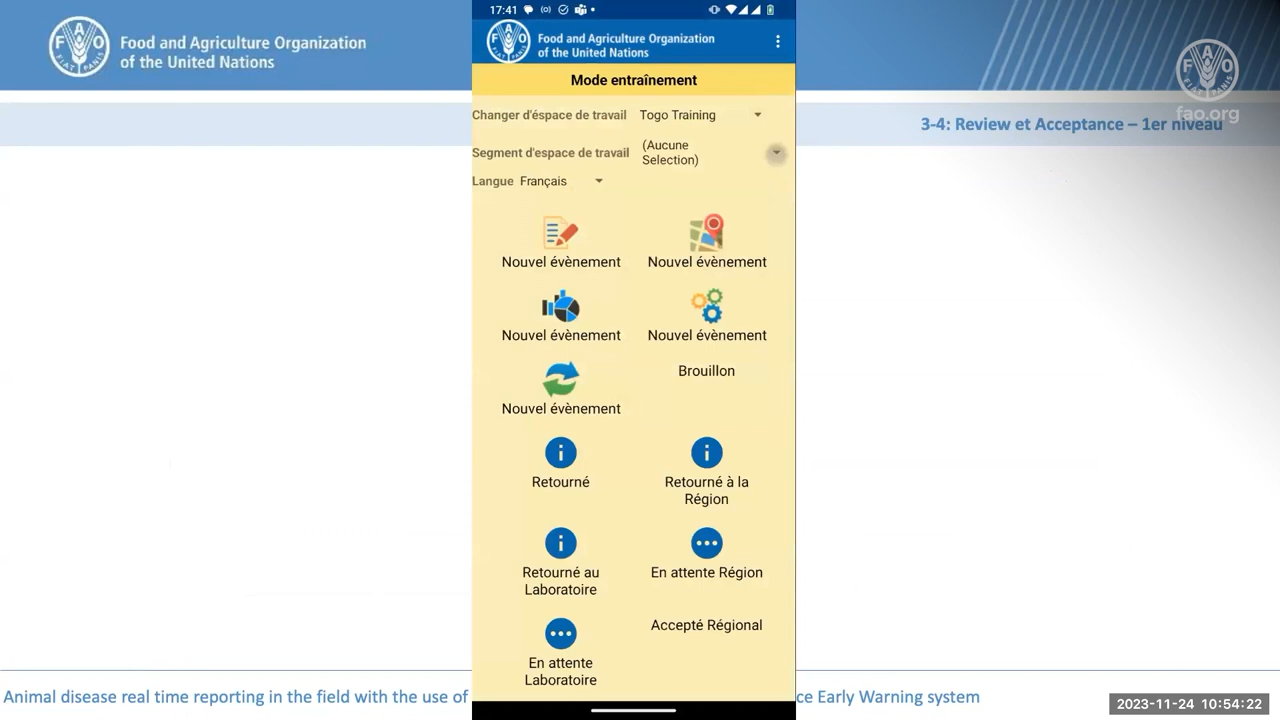 Food and Agriculture Organization
of the United Nations
17:41
Food and Agriculture Organization
of the United Nations
fao.org
3-4: Review et Acceptance – 1er niveau
Mode entraînement
Changer d'éspace de travail Togo Training
Segment d'espace de travail (Aucune
Selection)
Langue Français
Nouvel évènement Nouvel évènement
Nouvel évènement Nouvel évènement
Nouvel évènement Brouillon
Retourné Retourné à la
Région
Retourné au
Laboratoire
En attente Région
En attente
Laboratoire
Accepté Régional
Animal disease real time reporting in the field with the use of
ce Early Warning system
2023-11-24 10:54:22